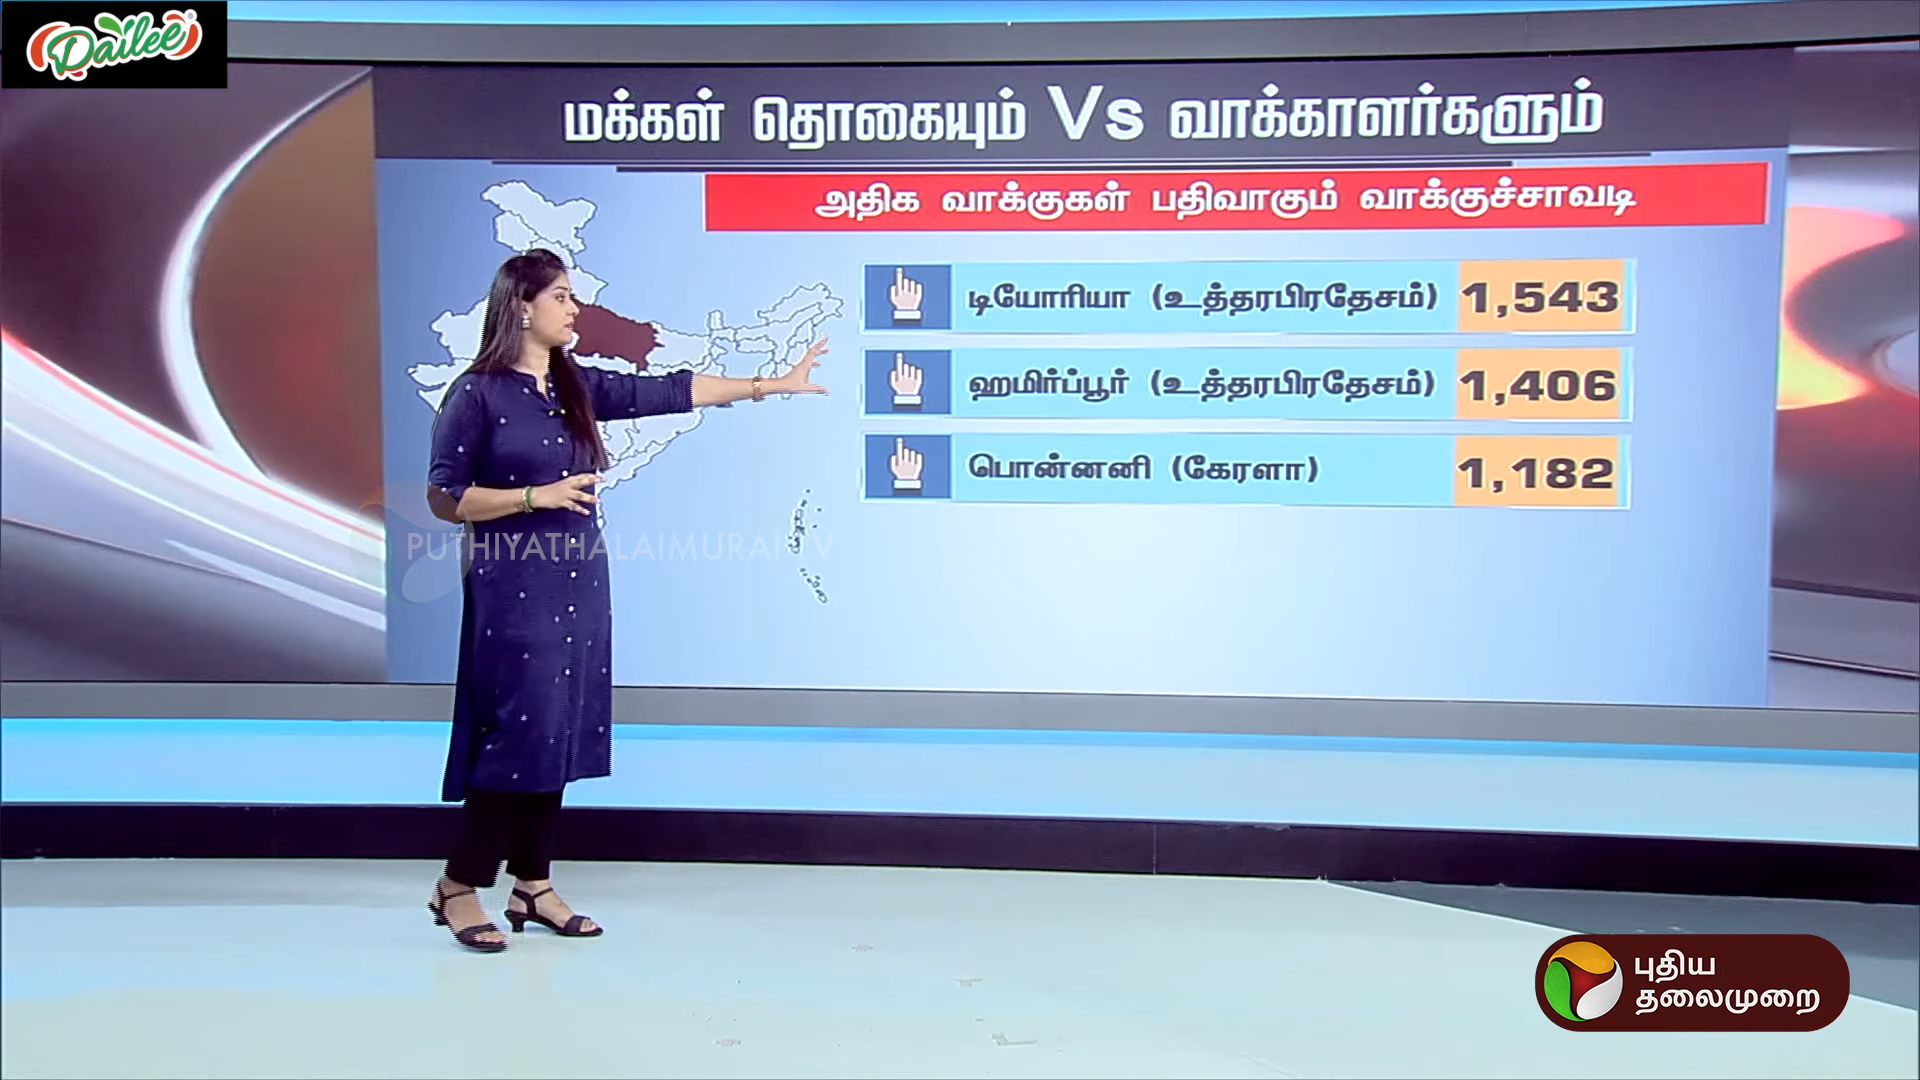 Dailee
மக்கள் தொகையும் Vs வாக்காளர்களும்
அதிக வாக்குகள் பதிவாகும் வாக்குச்சாவடி
டியோரியா (உத்தரபிரதேசம்) 1,543
ஹமிர்ப்பூர் (உத்தரபிரதேசம்) 1,406
பொன்னனி (கேரளா) 1,182
PUTHIYATHALAIMURAI TV
புதிய
தலைமுறை